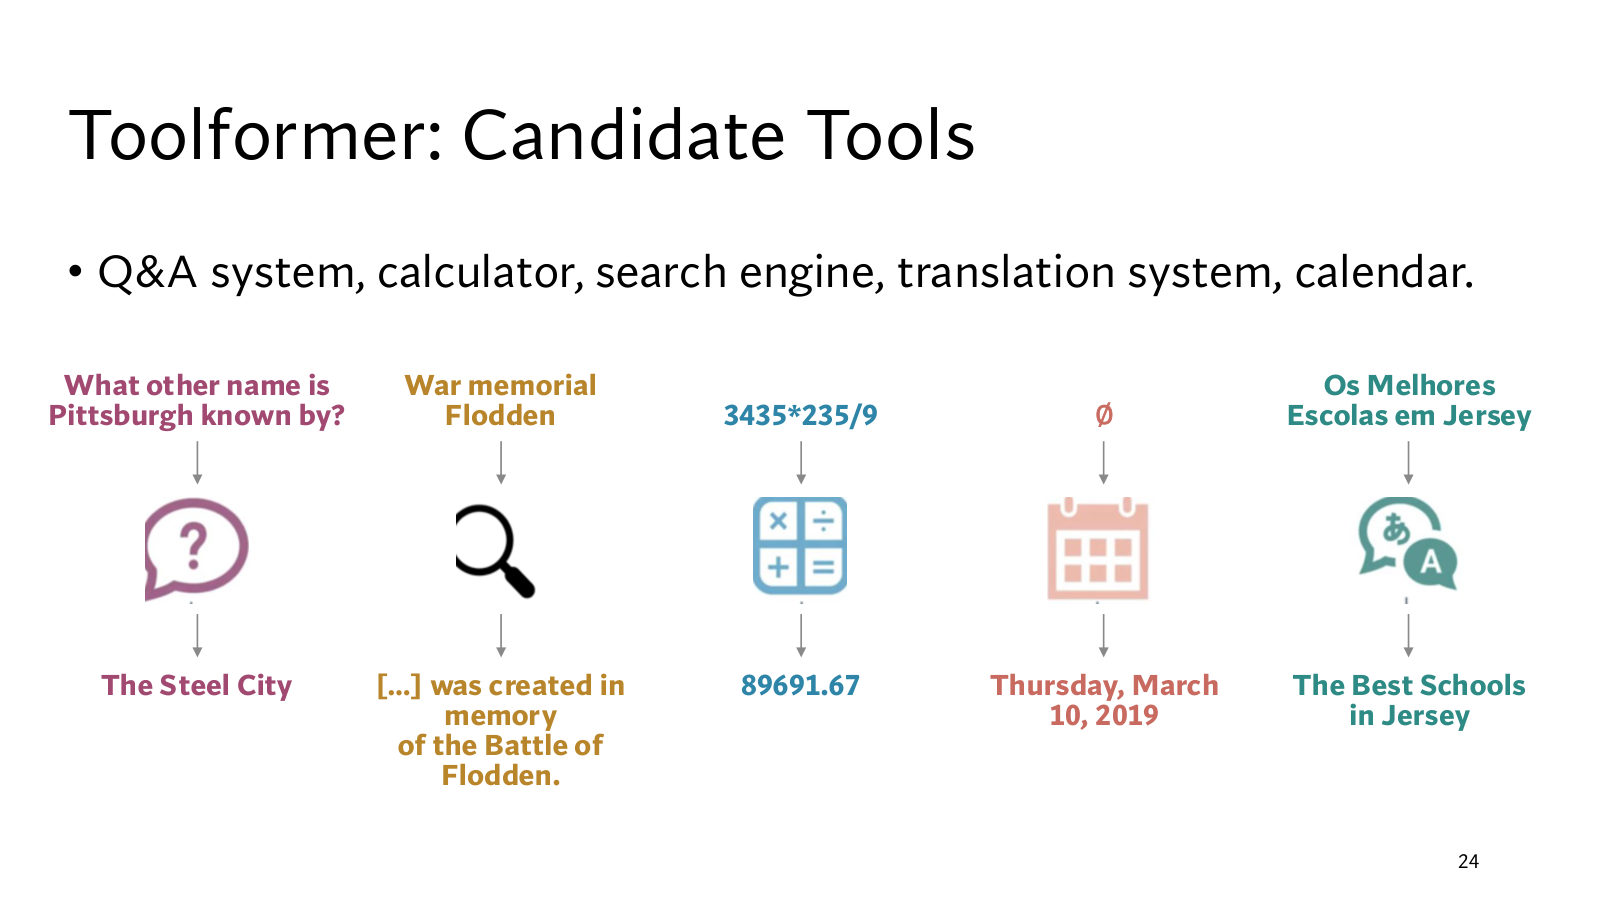 Toolformer: Candidate Tools
• Q&A system, calculator, search engine, translation system, calendar.
What other name is
Pittsburgh known by?
War memorial
Flodden
3435*235/9
Ø
Os Melhores
Escolas em Jersey
?
× ÷
+ =
あ
A
The Steel City
[...] was created in
memory
of the Battle of
Flodden.
89691.67
Thursday, March
10, 2019
The Best Schools
in Jersey
24